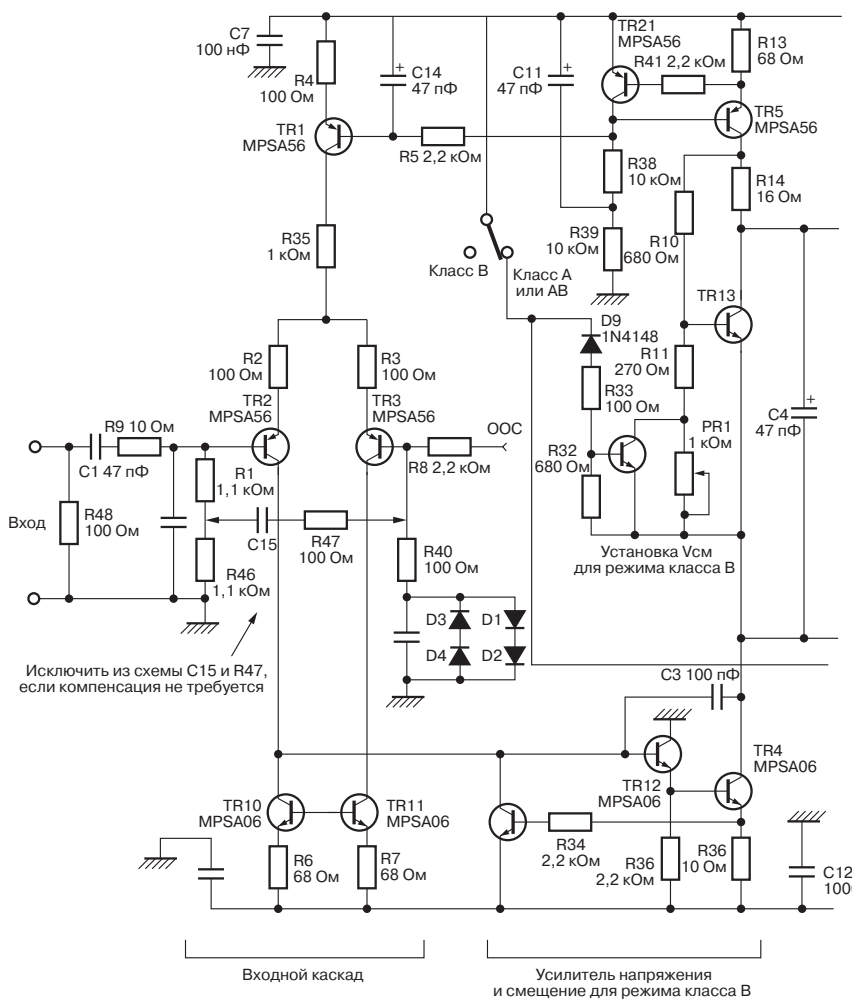 C7
100 нФ
R4
100 Ом
C14
47 пФ
C11
47 пФ
TR21
MPSA56
R41 2,2 кОм
R13
68 Ом
TR1
MPSA56
R5 2,2 кОм
TR5
MPSA56
R38
10 кОм
R14
16 Ом
R35
1 кОм
R39
10 кОм
R10
680 Ом
Класс В
Класс А
или АВ
D9
1N4148
TR13
R2
100 Ом
R3
100 Ом
R11
270 Ом
R33
100 Ом
TR2
MPSA56
TR3
MPSA56
ООС
PR1
1 кОм
C4
47 пФ
R9 10 Ом
C1 47 пФ
R8 2,2 кОм
R32
680 Ом
R1
1,1 кОм
Вход
R48
100 Ом
C15
R47
100 Ом
R40
100 Ом
Установка Vсм
для режима класса В
R46
1,1 кОм
D3
D1
D4
D2
Исключить из схемы C15 и R47,
если компенсация не требуется
C3 100 пФ
TR4
MPSA06
TR12
MPSA06
TR10
MPSA06
TR11
MPSA06
R34
2,2 кОм
R36
2,2 кОм
R36
10 Ом
R6
68 Ом
R7
68 Ом
C12
Входной каскад
Усилитель напряжения
и смещение для режима класса В